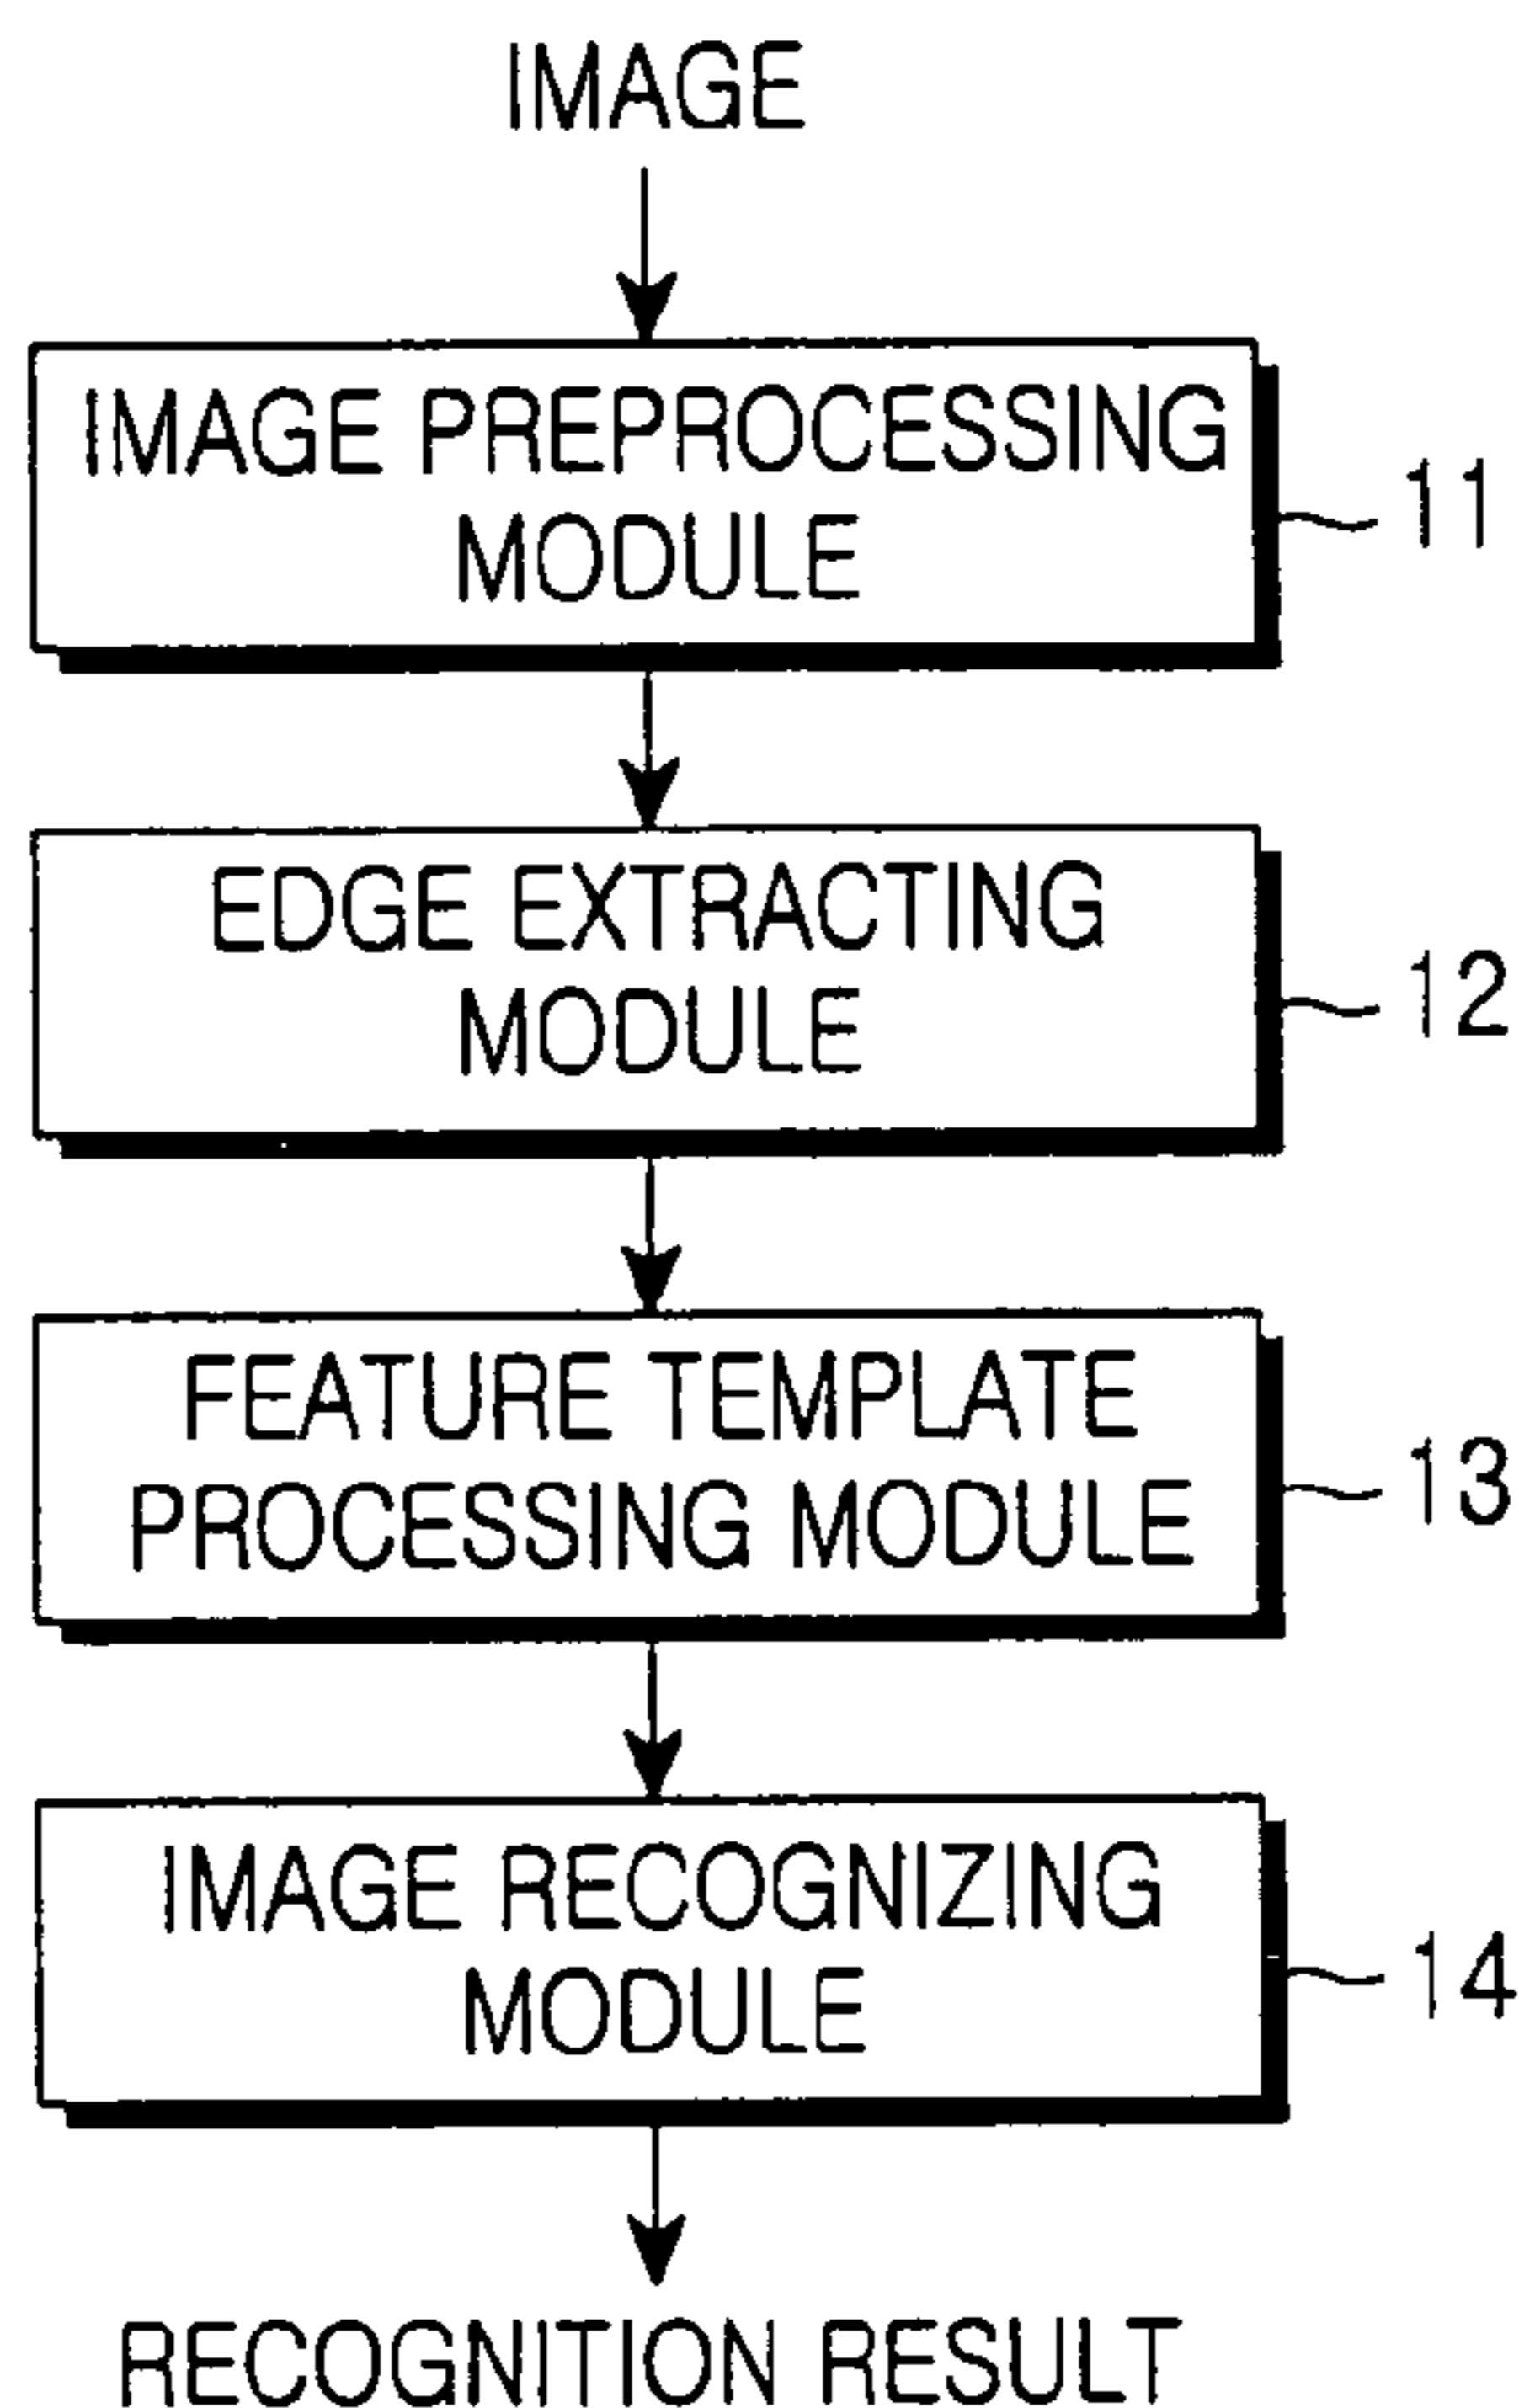 IMAGE
IMAGE PREPROCESSING
MODULE
11
EDGE EXTRACTING
MODULE
12
FEATURE TEMPLATE
PROCESSING MODULE
13
IMAGE RECOGNIZING
MODULE
14
RECOGNITION RESULT